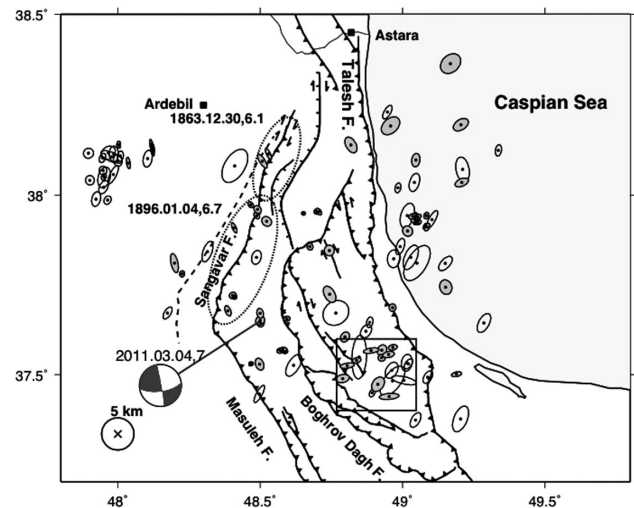 38.5˚
Astara
Talesh F.
Ardebil
1863.12.30,6.1
Caspian Sea
38˚
1896.01.04,6.7
Sangavar F.
2011.03.04,7
37.5˚
5 km
Masuleh F.
Boghrov Dagh F.
48˚
48.5˚
49˚
49.5˚